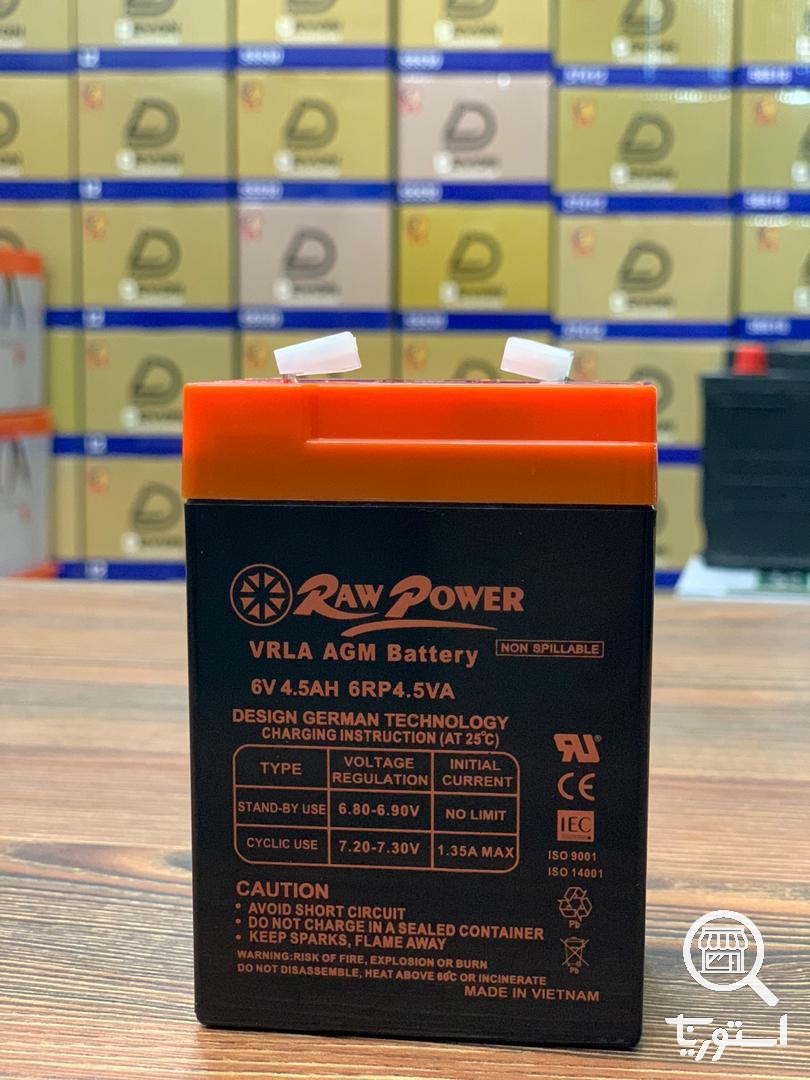 RAW POWER
VRLA AGM Battery
NON SPILLABLE
6V 4.5AH 6RP4.5VA
DESIGN GERMAN TECHNOLOGY
CHARGING INSTRUCTION (AT 25℃)
TYPE VOLTAGE REGULATION INITIAL CURRENT
STAND-BY USE 6.80-6.90V NO LIMIT
CYCLIC USE 7.20-7.30V 1.35A MAX
CE
IEC
ISO 9001
ISO 14001
Pb
Pb
CAUTION
• AVOID SHORT CIRCUIT
• DO NOT CHARGE IN A SEALED CONTAINER
• KEEP SPARKS, FLAME AWAY
WARNING:RISK OF FIRE, EXPLOSION OR BURN
DO NOT DISASSEMBLE, HEAT ABOVE 60℃ OR INCINERATE
MADE IN VIETNAM
استوریتا